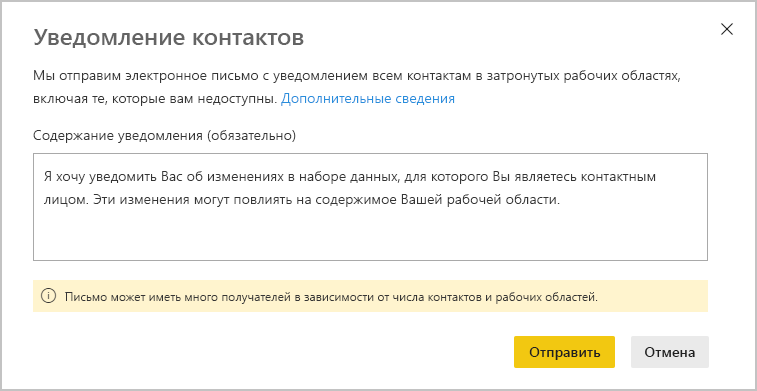 Уведомление контактов
Мы отправим электронное письмо с уведомлением всем контактам в затронутых рабочих областях,
включая те, которые вам недоступны. Дополнительные сведения
Содержание уведомления (обязательно)
Я хочу уведомить Вас об изменениях в наборе данных, для которого Вы являетесь контактным
лицом. Эти изменения могут повлиять на содержимое Вашей рабочей области.
Письмо может иметь много получателей в зависимости от числа контактов и рабочих областей.
Отправить
Отмена